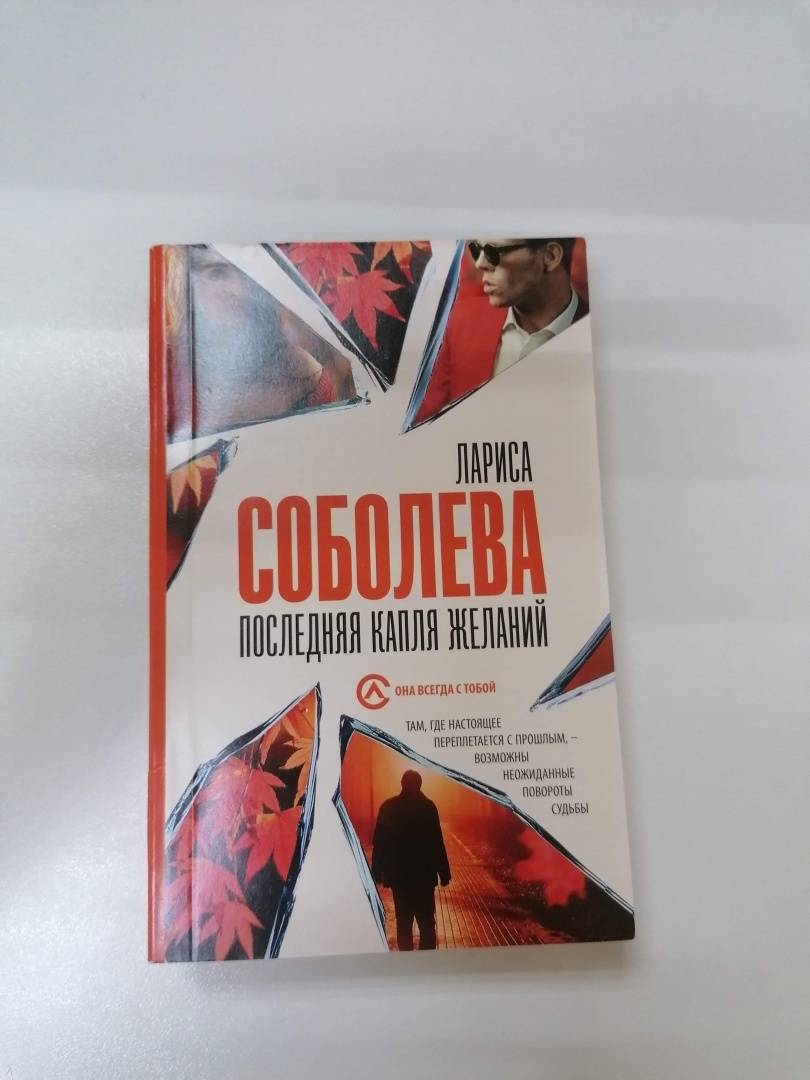 ЛАРИСА
СОБОЛЕВА
ПОСЛЕДНЯЯ КАПЛЯ ЖЕЛАНИЙ
ОНА ВСЕГДА С ТОБОЙ
ТАМ, ГДЕ НАСТОЯЩЕЕ
ПЕРЕПЛЕТАЕТСЯ С ПРОШЛЫМ, –
ВОЗМОЖНЫ
НЕОЖИДАННЫЕ
ПОВОРОТЫ
СУДЬБЫ